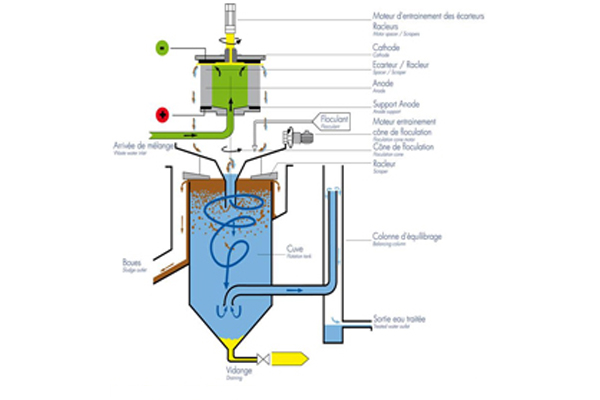 Moteur d'entrainement des écarteurs
Racleurs
Water spacer / Scrapers
Cathode
Cathode
Ecarteur / Racleur
Spacer / Scraper
Anode
Anode
Support Anode
Anode support
Floculant
Flocculant
Moteur entrainement
cône de floculation
Flocculation cone motor
Arrivée de mélange
Waste water inlet
Cône de floculation
Flocculation cone
Racleur
Scraper
Colonne d'équilibrage
Balancing column
Cuve
Flotation tank
Boues
Sludge outlet
Sortie eau traitée
Treated water outlet
Vidange
Draining